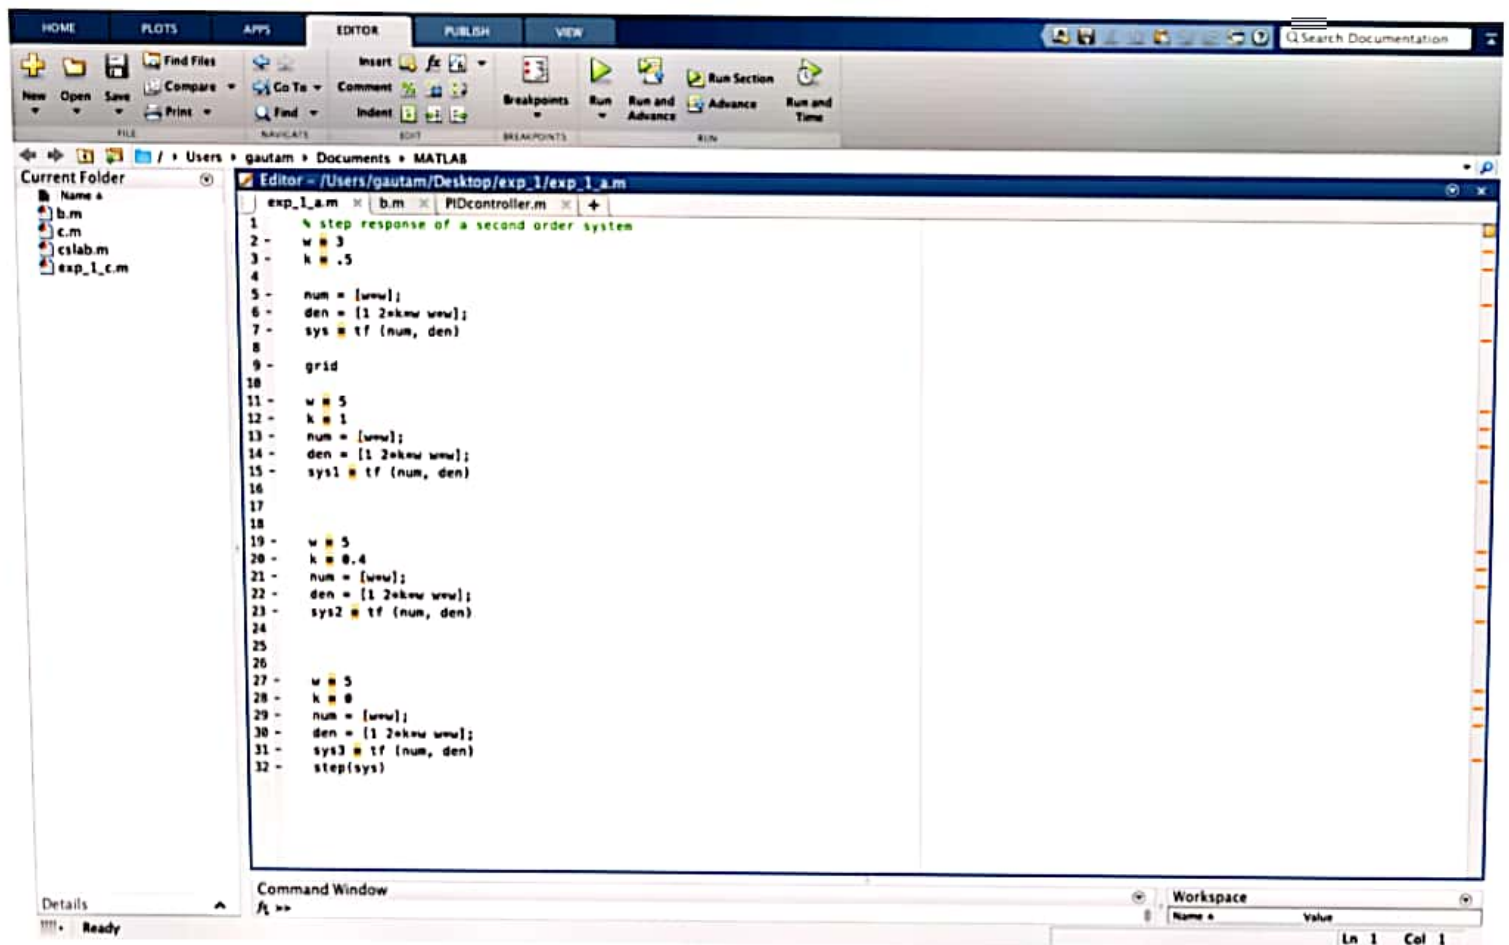 HOME PLOTS APPS EDITOR PUBLISH VIEW
Search Documentation
New Open Save
Find Files
Compare
Print
FILE
Go To
Find
NAVIGATE
Insert fx
Comment %
Indent
EDIT
Breakpoints
BREAKPOINTS
Run
Run and Advance
Run Section
Advance
Run and Time
RUN
/ Users gautam Documents MATLAB
Current Folder
Name
b.m
c.m
cslab.m
exp_1_c.m
Editor - /Users/gautam/Desktop/exp_1/exp_1_a.m
exp_1_a.m × b.m × PIDcontroller.m × +
1 % step response of a second order system
2 - w = 3
3 - k = .5
4
5 - num = [w*w];
6 - den = [1 2*k*w w*w];
7 - sys = tf (num, den)
8
9 - grid
10
11 - w = 5
12 - k = 1
13 - num = [w*w];
14 - den = [1 2*k*w w*w];
15 - sys1 = tf (num, den)
16
17
18
19 - w = 5
20 - k = 0.4
21 - num = [w*w];
22 - den = [1 2*k*w w*w];
23 - sys2 = tf (num, den)
24
25
26
27 - w = 5
28 - k = 0
29 - num = [w*w];
30 - den = [1 2*k*w w*w];
31 - sys3 = tf (num, den)
32 - step(sys)
Command Window
fx >>
Workspace
Name Value
Details
Ready
Ln 1 Col 1